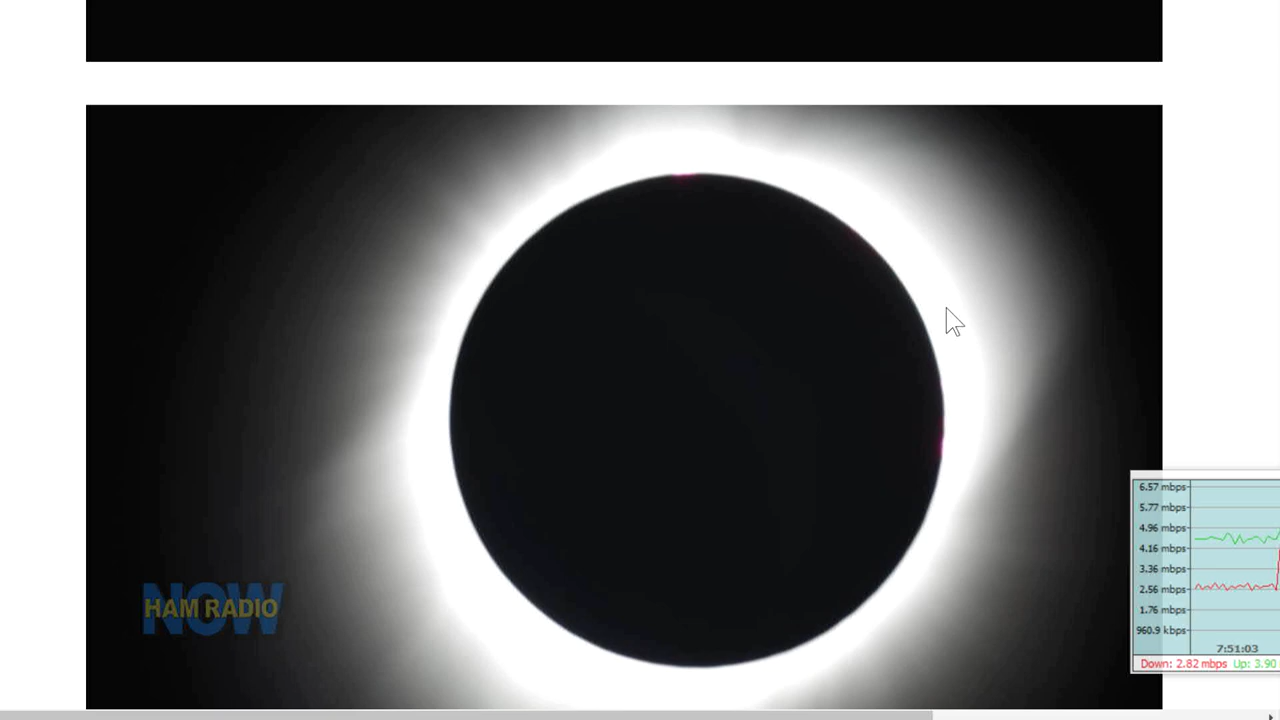 NOW
HAM RADIO
6.57 mbps
5.77 mbps
4.96 mbps
4.16 mbps
3.36 mbps
2.56 mbps
1.76 mbps
960.9 kbps
7:51:03
Down: 2.82 mbps Up: 3.90